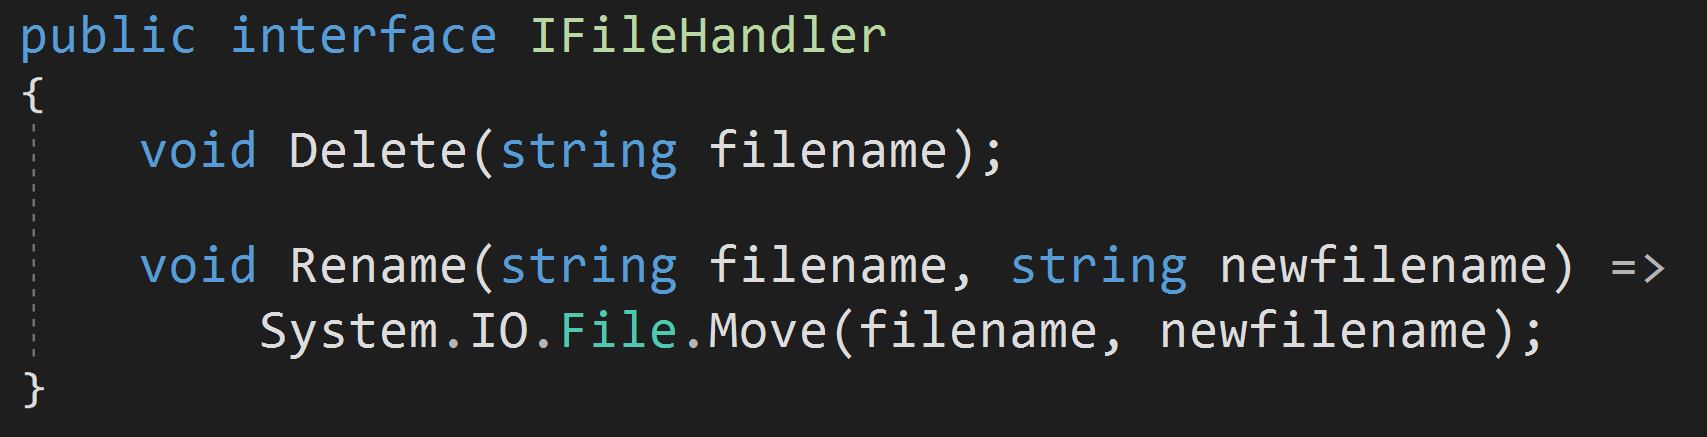 public interface IFileHandler
{
    void Delete(string filename);
    void Rename(string filename, string newfilename) =>
        System.IO.File.Move(filename, newfilename);
}